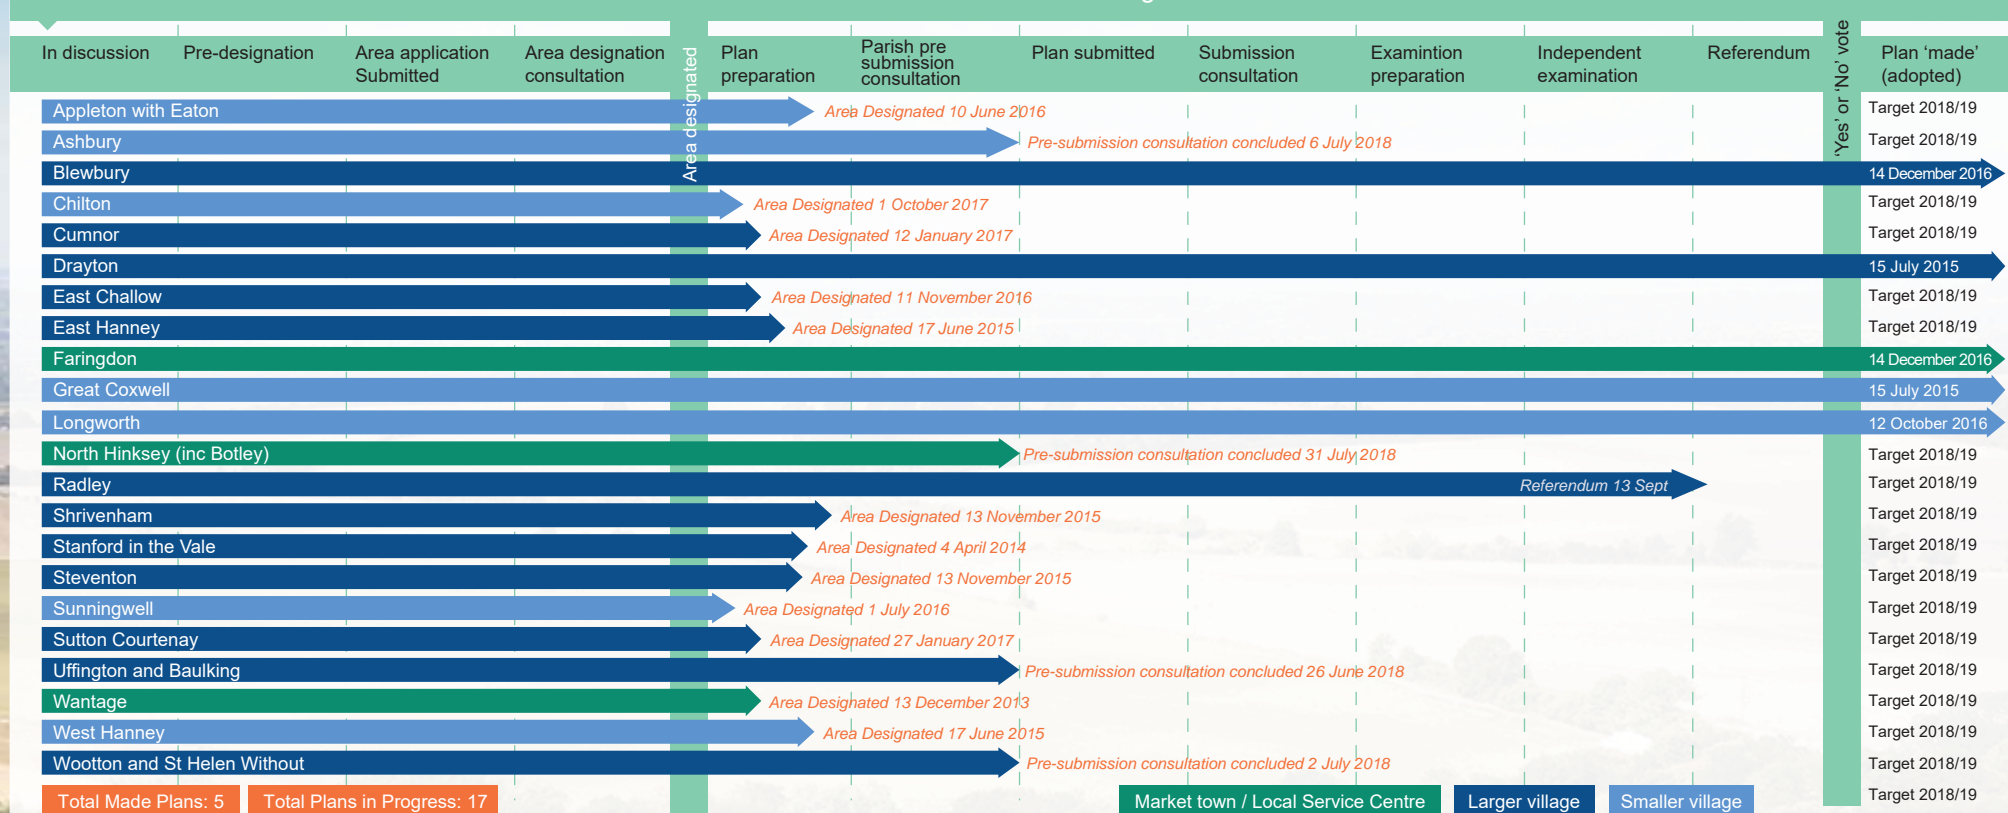 In discussion
Pre-designation
Area application
Submitted
Area designation
consultation
Area designated
Plan
preparation
Parish pre
submission
consultation
Plan submitted
Submission
consultation
Examintion
preparation
Independent
examination
Referendum
'Yes' or 'No' vote
Plan ‘made’
(adopted)
Appleton with Eaton Area Designated 10 June 2016 Target 2018/19
Ashbury Pre-submission consultation concluded 6 July 2018 Target 2018/19
Blewbury 14 December 2016
Chilton Area Designated 1 October 2017 Target 2018/19
Cumnor Area Designated 12 January 2017 Target 2018/19
Drayton 15 July 2015
East Challow Area Designated 11 November 2016 Target 2018/19
East Hanney Area Designated 17 June 2015 Target 2018/19
Faringdon 14 December 2016
Great Coxwell 15 July 2015
Longworth 12 October 2016
North Hinksey (inc Botley) Pre-submission consultation concluded 31 July 2018 Target 2018/19
Radley Referendum 13 Sept Target 2018/19
Shrivenham Area Designated 13 November 2015 Target 2018/19
Stanford in the Vale Area Designated 4 April 2014 Target 2018/19
Steventon Area Designated 13 November 2015 Target 2018/19
Sunningwell Area Designated 1 July 2016 Target 2018/19
Sutton Courtenay Area Designated 27 January 2017 Target 2018/19
Uffington and Baulking Pre-submission consultation concluded 26 June 2018 Target 2018/19
Wantage Area Designated 13 December 2013 Target 2018/19
West Hanney Area Designated 17 June 2015 Target 2018/19
Wootton and St Helen Without Pre-submission consultation concluded 2 July 2018 Target 2018/19
Total Made Plans: 5 Total Plans in Progress: 17 Market town / Local Service Centre Larger village Smaller village Target 2018/19